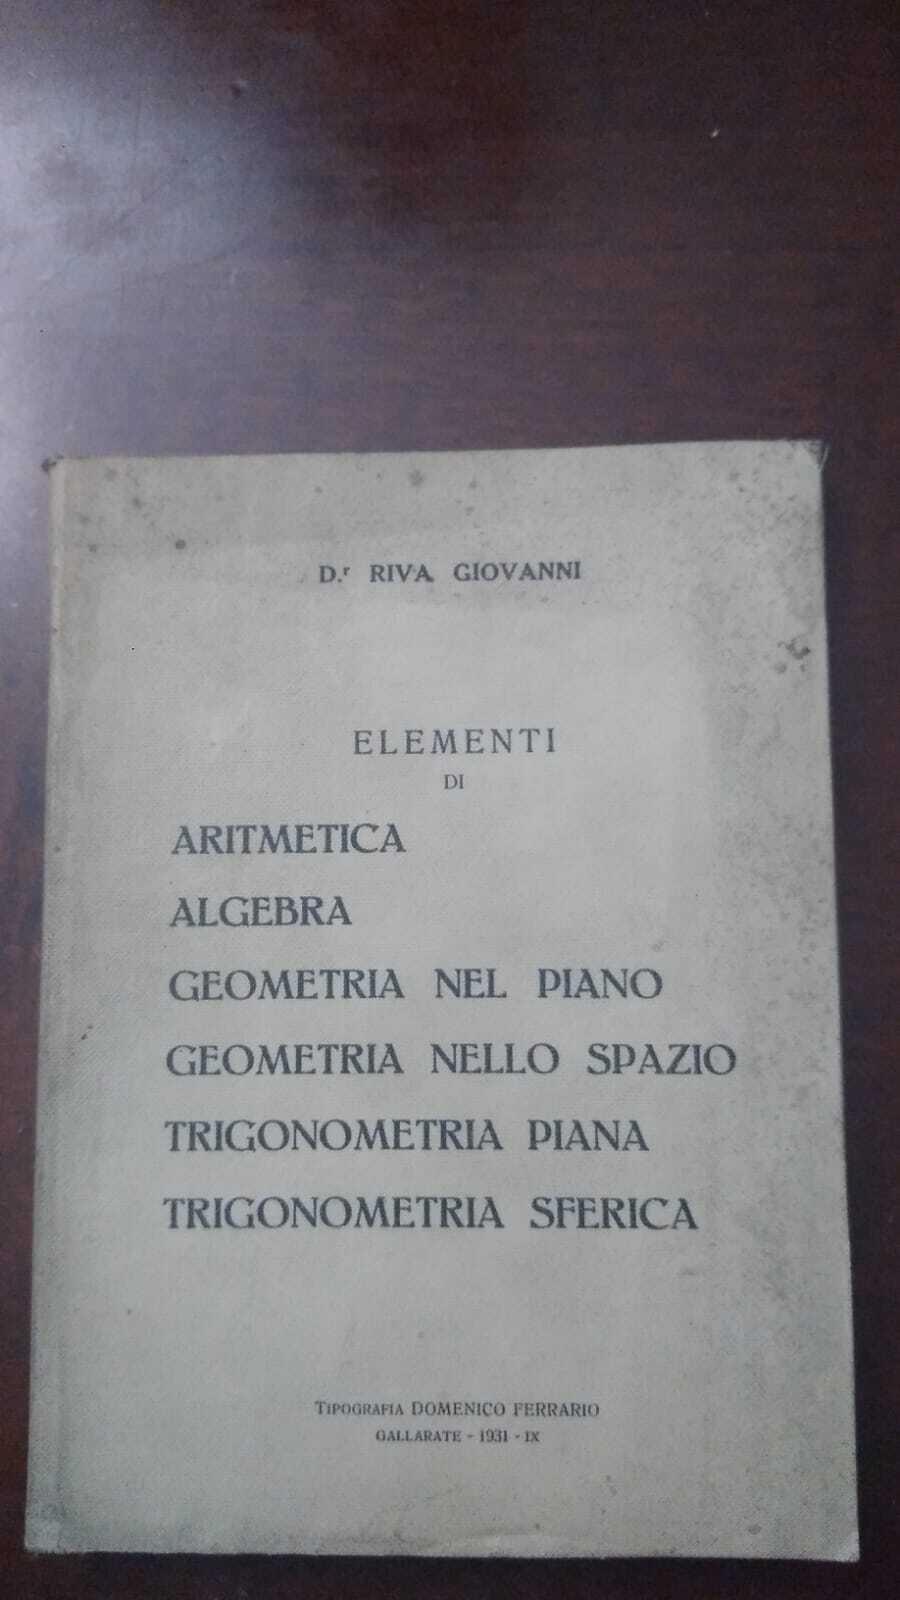 D.r RIVA GIOVANNI
ELEMENTI
DI
ARITMETICA
ALGEBRA
GEOMETRIA NEL PIANO
GEOMETRIA NELLO SPAZIO
TRIGONOMETRIA PIANA
TRIGONOMETRIA SFERICA
TIPOGRAFIA DOMENICO FERRARIO
GALLARATE - 1931 - IX